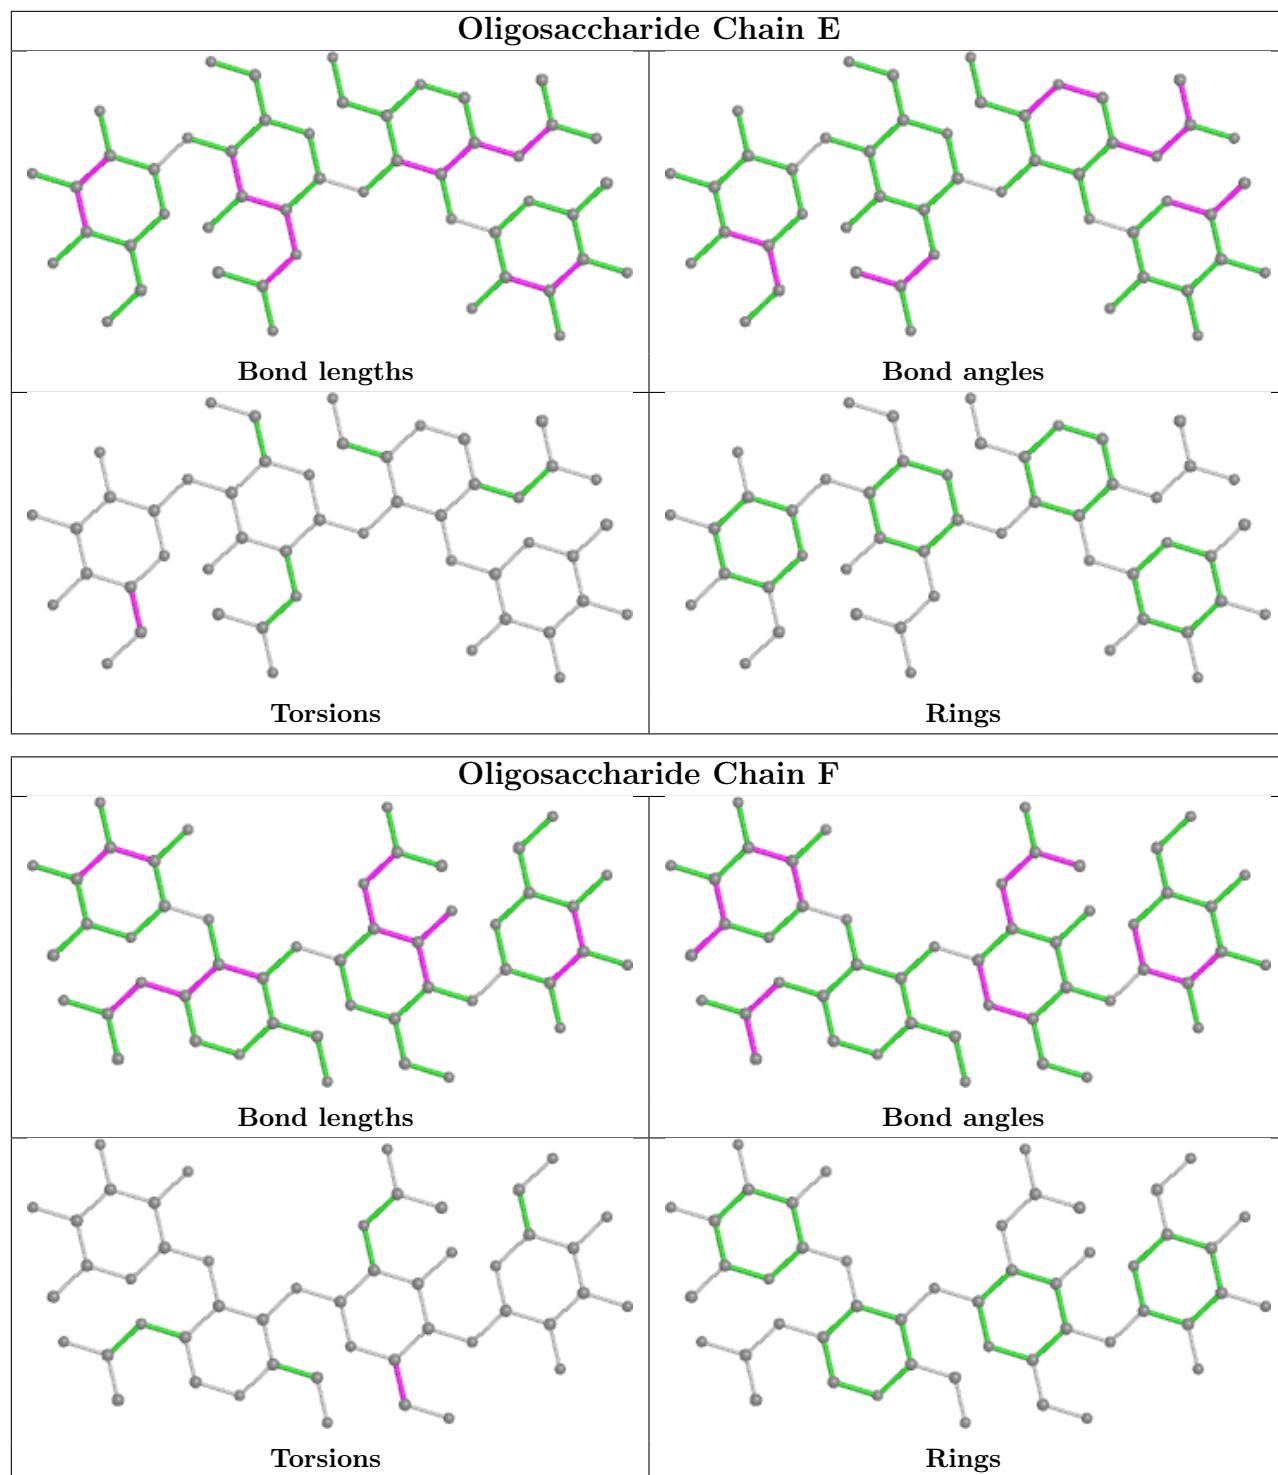 Oligosaccharide Chain E
Bond lengths
Bond angles
Torsions
Rings
Oligosaccharide Chain F
Bond lengths
Bond angles
Torsions
Rings